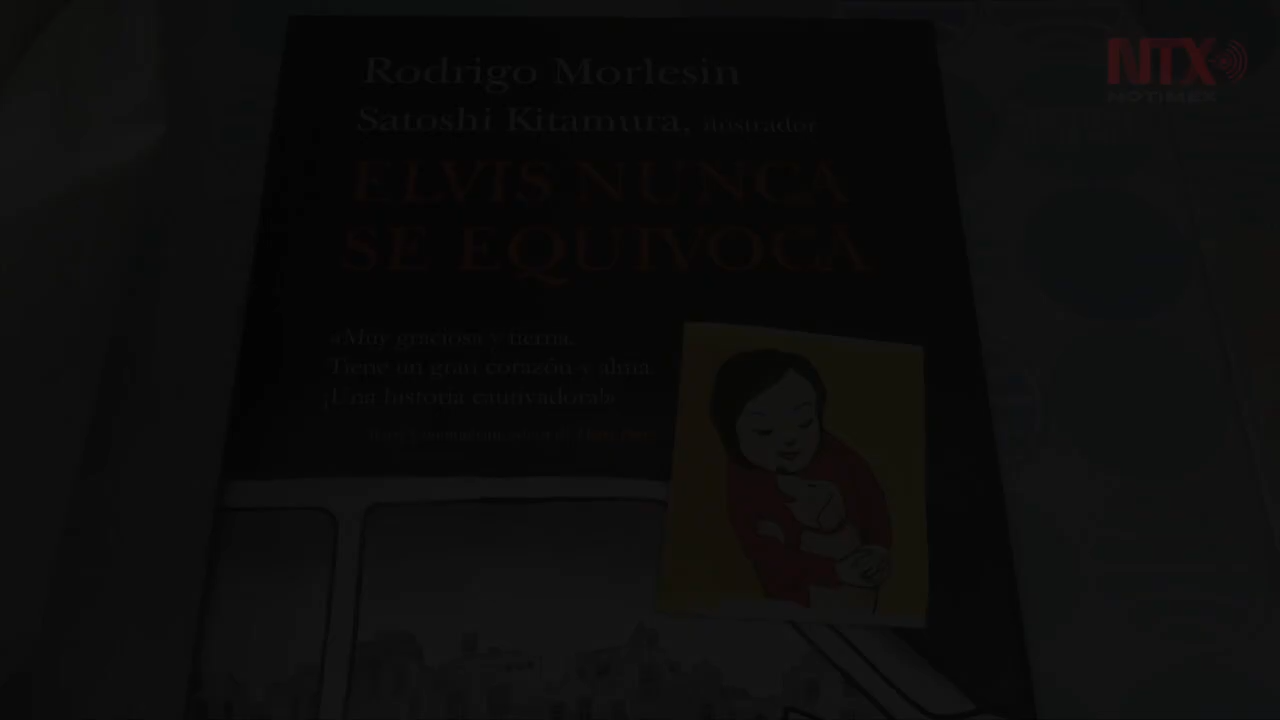 NTX
NOTIMEX
Rodrigo Morlesin
Satoshi Kitamura, ilustrador
ELVIS NUNCA
SE EQUIVOCA
«Muy graciosa y tierna.
Tiene un gran corazón y alma.
¡Una historia cautivadora!»